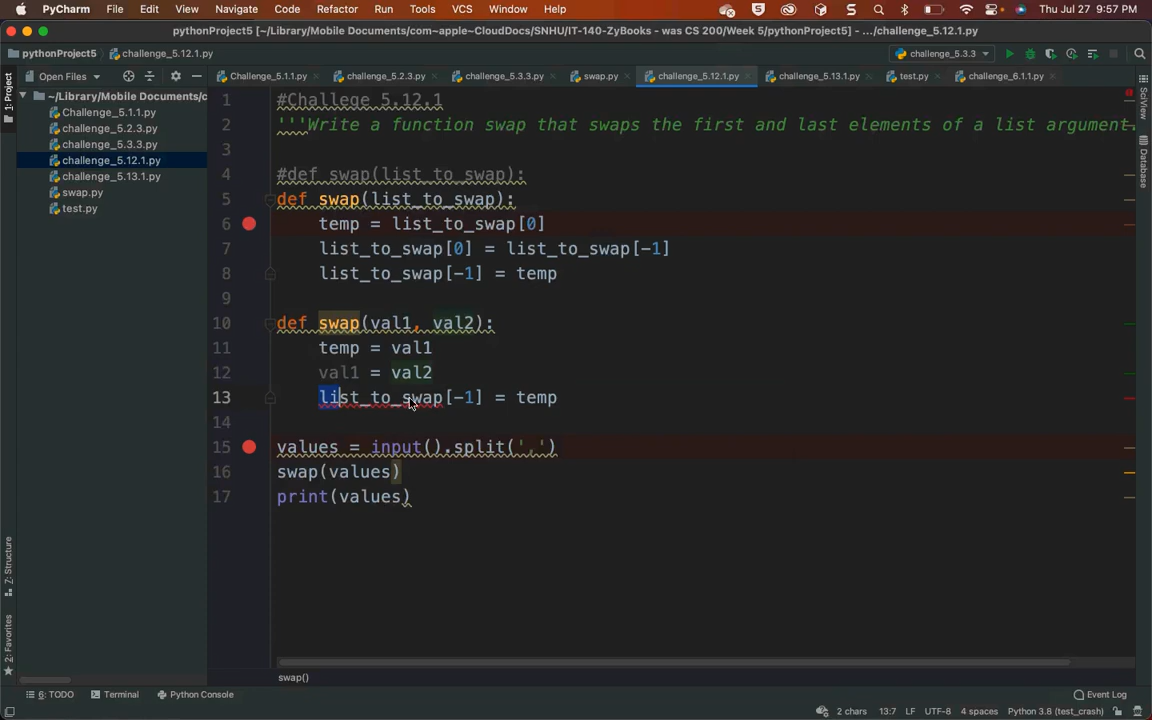 PyCharm File Edit View Navigate Code Refactor Run Tools VCS Window Help Thu Jul 27 9:57 PM
pythonProject5 [~/Library/Mobile Documents/com~apple~CloudDocs/SNHU/IT-140-ZyBooks - was CS 200/Week 5/pythonProject5] - .../challenge_5.12.1.py
pythonProject5 challenge_5.12.1.py challenge_5.3.3
Open Files Challenge_5.1.1.py challenge_5.2.3.py challenge_5.3.3.py swap.py challenge_5.12.1.py challenge_5.13.1.py test.py challenge_6.1.1.py
~/Library/Mobile Documents/c
Challenge_5.1.1.py
challenge_5.2.3.py
challenge_5.3.3.py
challenge_5.12.1.py
challenge_5.13.1.py
swap.py
test.py
1: Project
7: Structure
2: Favorites
1 #Challege 5.12.1
2 '''Write a function swap that swaps the first and last elements of a list argument.
3
4 #def swap(list_to_swap):
5 def swap(list_to_swap):
6 temp = list_to_swap[0]
7 list_to_swap[0] = list_to_swap[-1]
8 list_to_swap[-1] = temp
9
10 def swap(val1, val2):
11 temp = val1
12 val1 = val2
13 list_to_swap[-1] = temp
14
15 values = input().split(',')
16 swap(values)
17 print(values)
SciView
Database
swap()
6: TODO Terminal Python Console Event Log
2 chars 13:7 LF UTF-8 4 spaces Python 3.8 (test_crash)